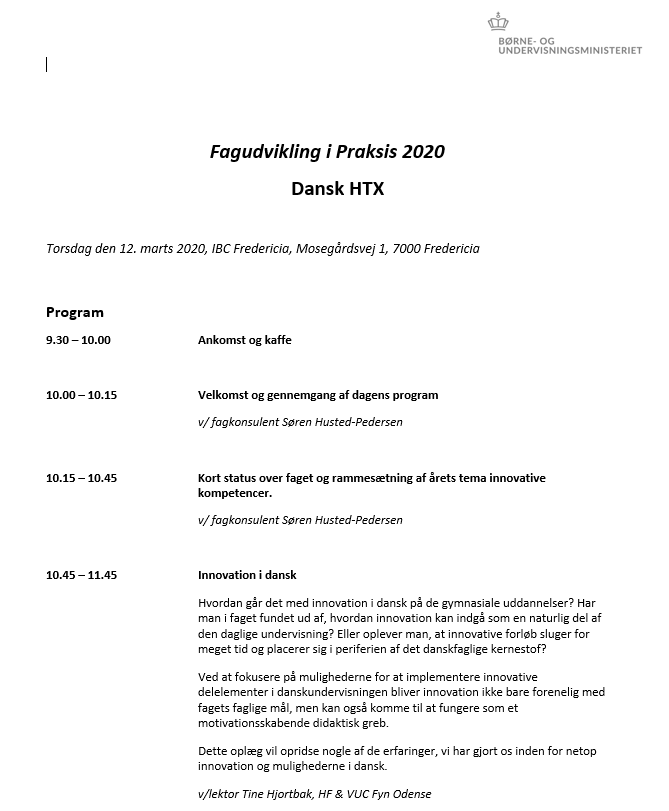 BØRNE- OG
UNDERVISNINGSMINISTERIET
Fagudvikling i Praksis 2020
Dansk HTX
Torsdag den 12. marts 2020, IBC Fredericia, Mosegårdsvej 1, 7000 Fredericia
Program
9.30 – 10.00 Ankomst og kaffe
10.00 – 10.15 Velkomst og gennemgang af dagens program
v/ fagkonsulent Søren Husted-Pedersen
10.15 – 10.45 Kort status over faget og rammesætning af årets tema innovative
kompetencer.
v/ fagkonsulent Søren Husted-Pedersen
10.45 – 11.45 Innovation i dansk
Hvordan går det med innovation i dansk på de gymnasiale uddannelser? Har
man i faget fundet ud af, hvordan innovation kan indgå som en naturlig del af
den daglige undervisning? Eller oplever man, at innovative forløb sluger for
meget tid og placerer sig i periferien af det danskfaglige kernestof?
Ved at fokusere på mulighederne for at implementere innovative
delelementer i danskundervisningen bliver innovation ikke bare forenelig med
fagets faglige mål, men kan også komme til at fungere som et
motivationsskabende didaktisk greb.
Dette oplæg vil opridse nogle af de erfaringer, vi har gjort os inden for netop
innovation og mulighederne i dansk.
v/lektor Tine Hjortbak, HF & VUC Fyn Odense